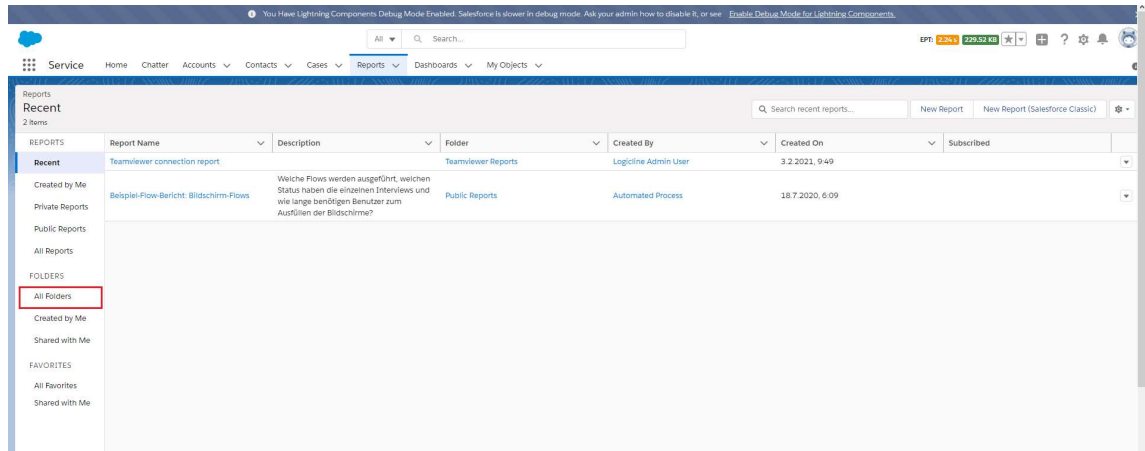 You Have Lightning Components Debug Mode Enabled. Salesforce is slower in debug mode. Ask your admin how to disable it, or see Enable Debug Mode for Lightning Components.
All Search...
EPT: 2.24 s 229.52 KB
Service Home Chatter Accounts Contacts Cases Reports Dashboards My Objects
Reports
Recent
2 Items
Search recent reports... New Report New Report (Salesforce Classic)
REPORTS
Report Name Description Folder Created By Created On Subscribed
Recent
Teamviewer connection report Teamviewer Reports Logicline Admin User 3.2.2021, 9:49
Created by Me
Private Reports
Public Reports
All Reports
Beispiel-Flow-Bericht: Bildschirm-Flows
Welche Flows werden ausgeführt, welchen
Status haben die einzelnen Interviews und
wie lange benötigen Benutzer zum
Ausfüllen der Bildschirme?
Public Reports Automated Process 18.7.2020, 6:09
FOLDERS
All Folders
Created by Me
Shared with Me
FAVORITES
All Favorites
Shared with Me